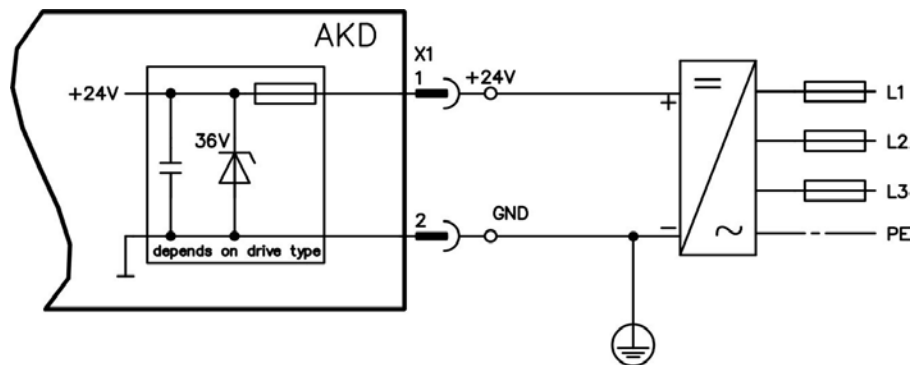 AKD
X1
1
+24V
+24V
36V
2
GND
depends on drive type
+
-
L1
L2
L3
PE